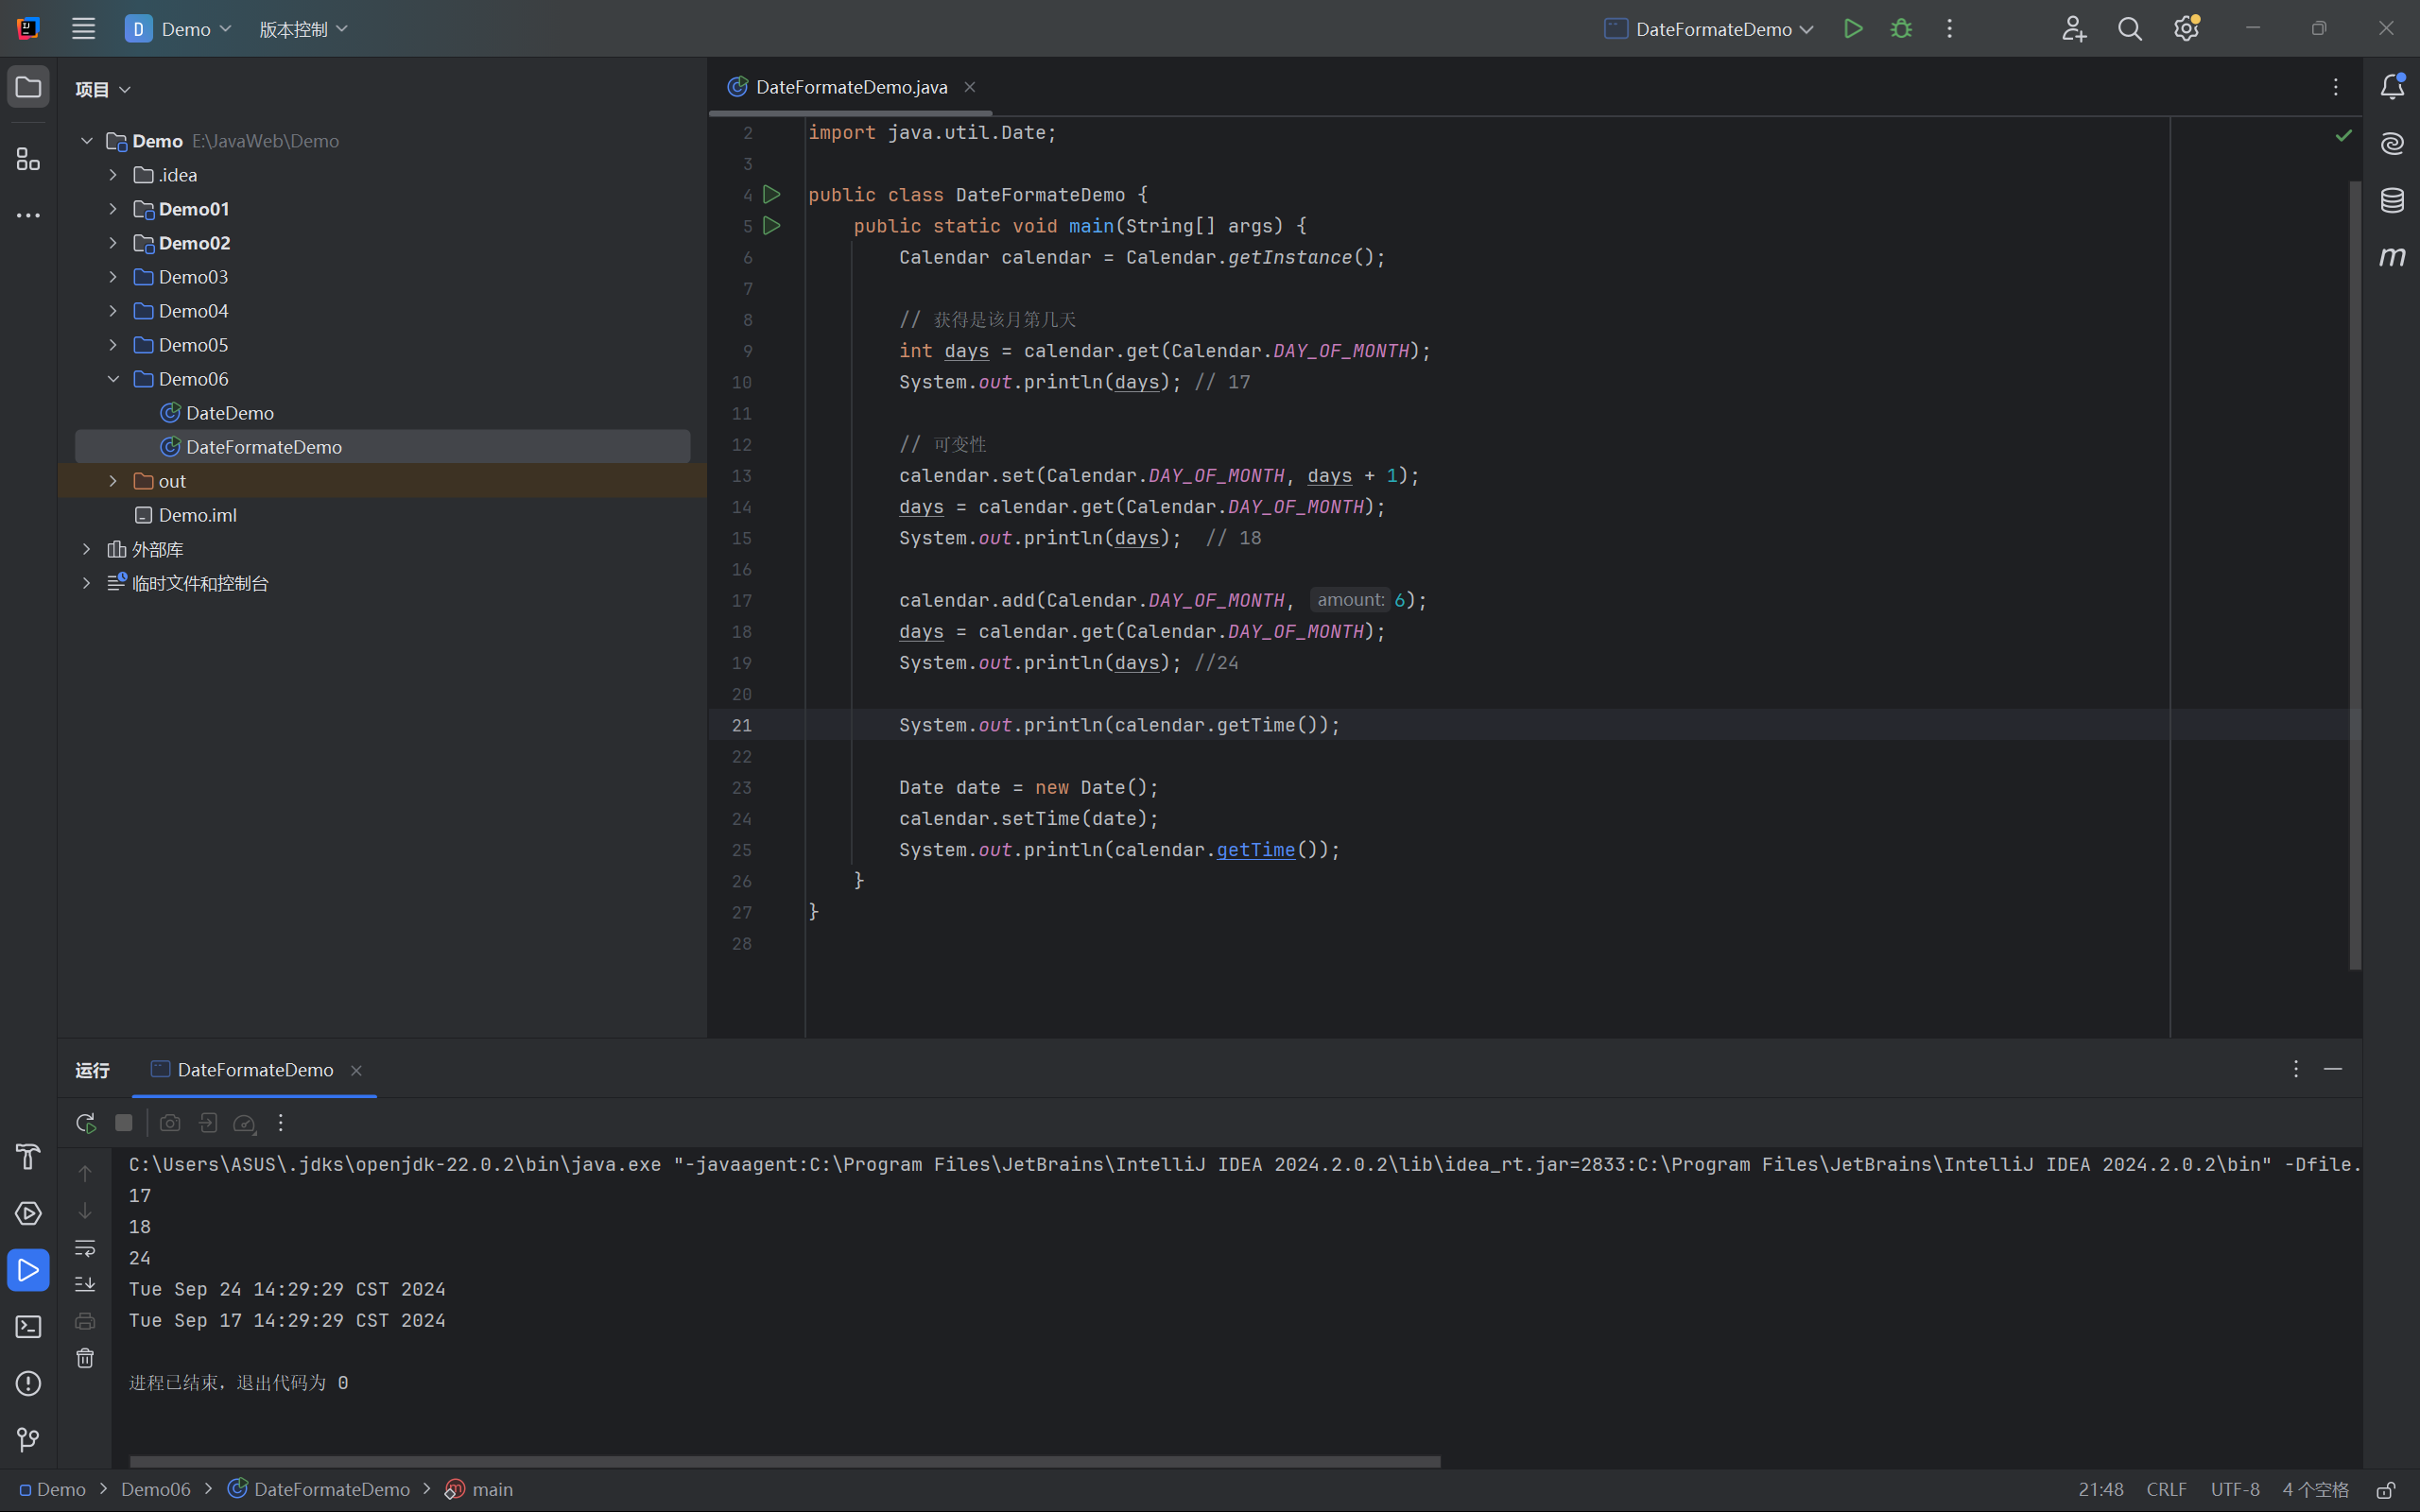 D Demo 版本控制 DateFormateDemo
项目
Demo E:\JavaWeb\Demo
.idea
Demo01
Demo02
Demo03
Demo04
Demo05
Demo06
DateDemo
DateFormateDemo
out
Demo.iml
外部库
临时文件和控制台
DateFormateDemo.java
2 import java.util.Date;
3
4 public class DateFormateDemo {
5 public static void main(String[] args) {
6 Calendar calendar = Calendar.getInstance();
7
8 // 获得是该月第几天
9 int days = calendar.get(Calendar.DAY_OF_MONTH);
10 System.out.println(days); // 17
11
12 // 可变性
13 calendar.set(Calendar.DAY_OF_MONTH, days + 1);
14 days = calendar.get(Calendar.DAY_OF_MONTH);
15 System.out.println(days); // 18
16
17 calendar.add(Calendar.DAY_OF_MONTH, amount: 6);
18 days = calendar.get(Calendar.DAY_OF_MONTH);
19 System.out.println(days); //24
20
21 System.out.println(calendar.getTime());
22
23 Date date = new Date();
24 calendar.setTime(date);
25 System.out.println(calendar.getTime());
26 }
27 }
28
m
运行 DateFormateDemo
C:\Users\ASUS\.jdks\openjdk-22.0.2\bin\java.exe "-javaagent:C:\Program Files\JetBrains\IntelliJ IDEA 2024.2.0.2\lib\idea_rt.jar=2833:C:\Program Files\JetBrains\IntelliJ IDEA 2024.2.0.2\bin" -Dfile.
17
18
24
Tue Sep 24 14:29:29 CST 2024
Tue Sep 17 14:29:29 CST 2024
进程已结束，退出代码为 0
Demo > Demo06 > DateFormateDemo > main 21:48 CRLF UTF-8 4 个空格